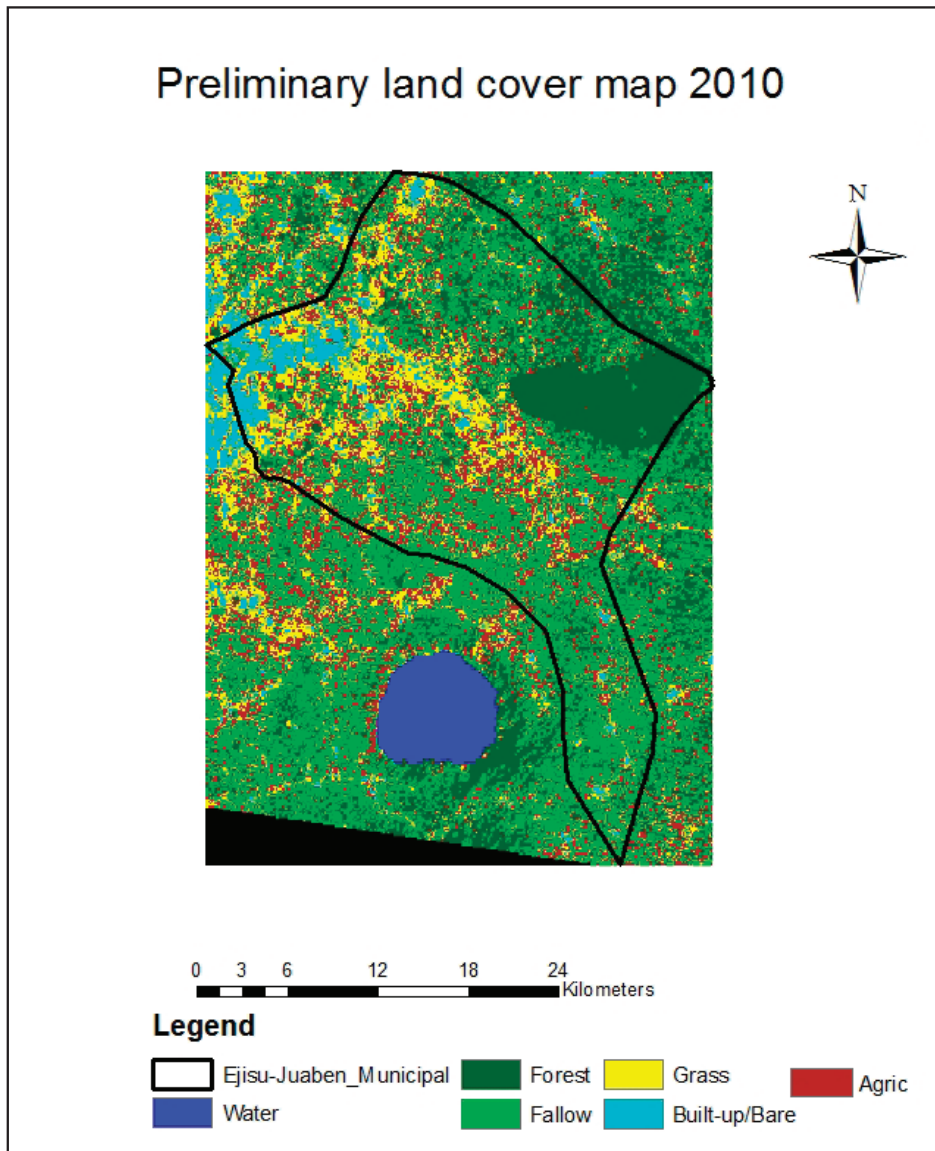 Preliminary land cover map 2010
N
0 3 6 12 18 24
Kilometers
Legend
Ejisu-Juaben_Municipal Forest Grass Agric
Water Fallow Built-up/Bare